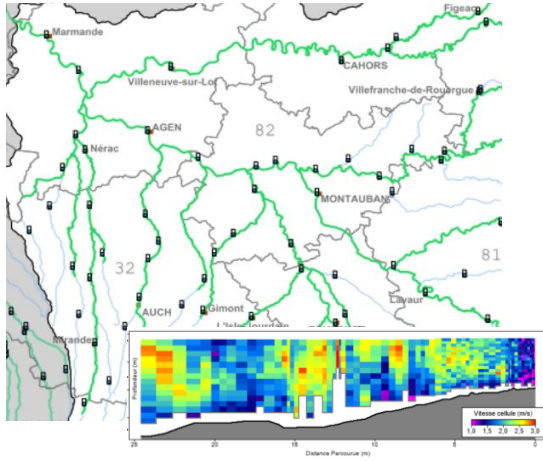 Figeac
Marmande
CAHORS
Villeneuve-sur-Lot
Villefranche-de-Rouergue
AGEN
82
Nérac
MONTAUBAN
81
32
Lavaur
AUCH
Gimont
L'Isle-Jourdain
Mirande
Profondeur (m)
Vitesse cellule (m/s)
1,0 1,5 2,0 2,5 3,0
25 20 15 10 5 0
Distance Parcourue (m)